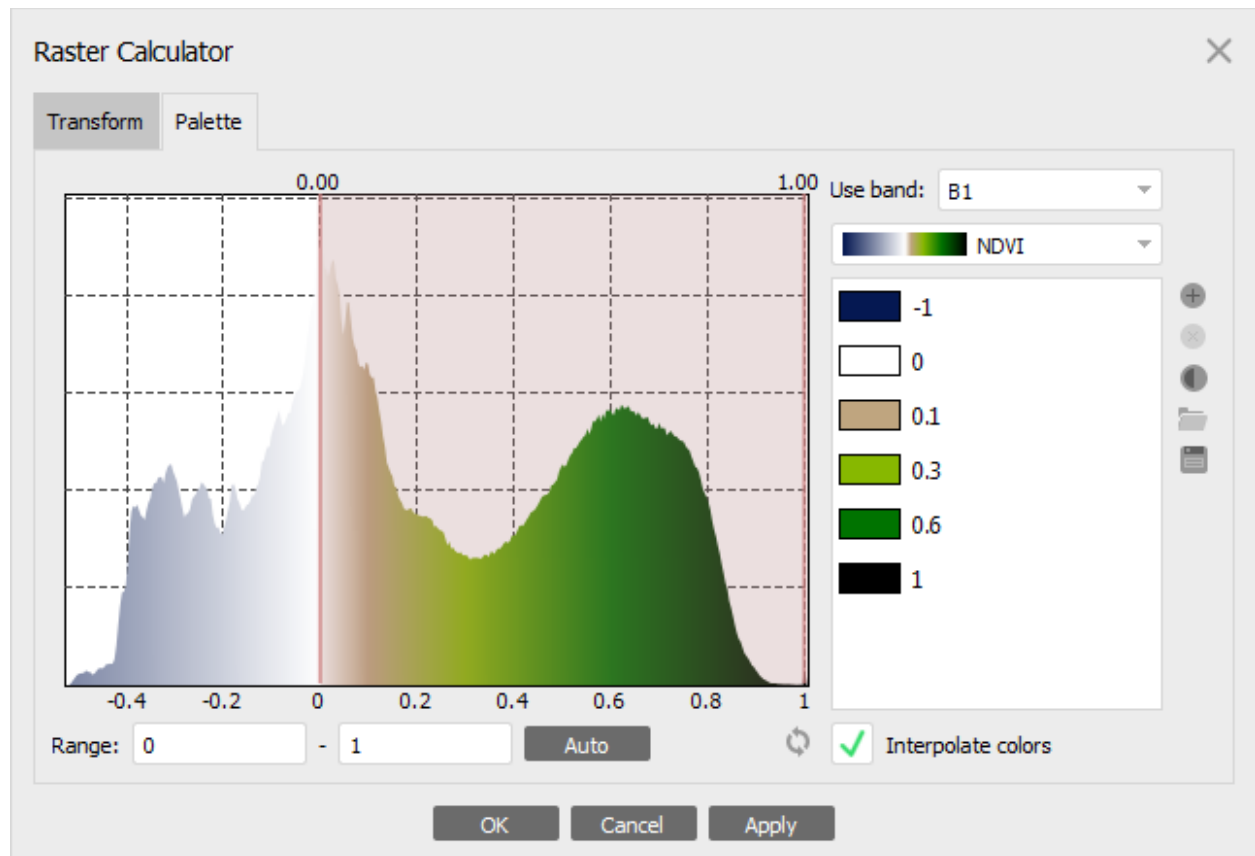 Raster Calculator
Transform Palette
0.00 1.00
Use band: B1
NDVI
-1
0
0.1
0.3
0.6
1
-0.4 -0.2 0 0.2 0.4 0.6 0.8 1
Range: 0 - 1 Auto
Interpolate colors
OK Cancel Apply